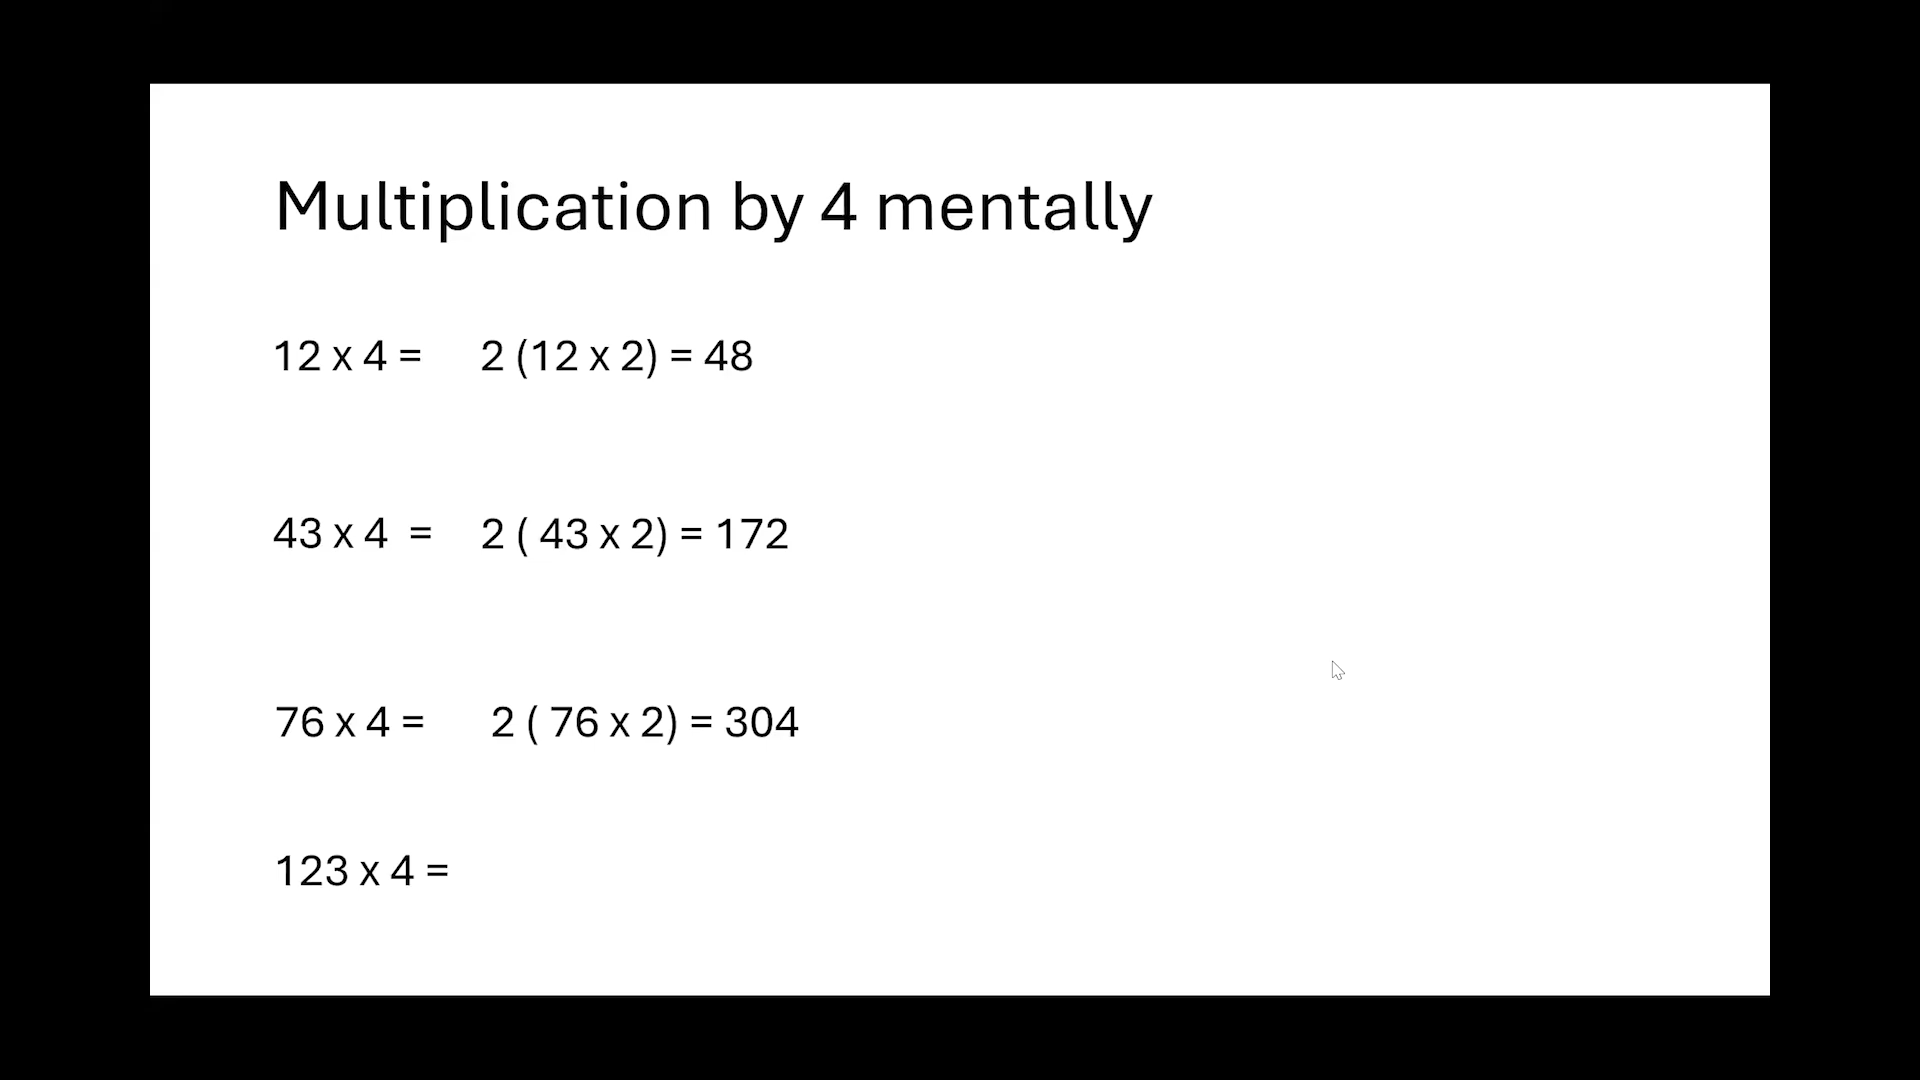 Multiplication by 4 mentally
12 x 4 = 2 (12 x 2) = 48
43 x 4 = 2 ( 43 x 2) = 172
76 x 4 = 2 ( 76 x 2) = 304
123 x 4 =